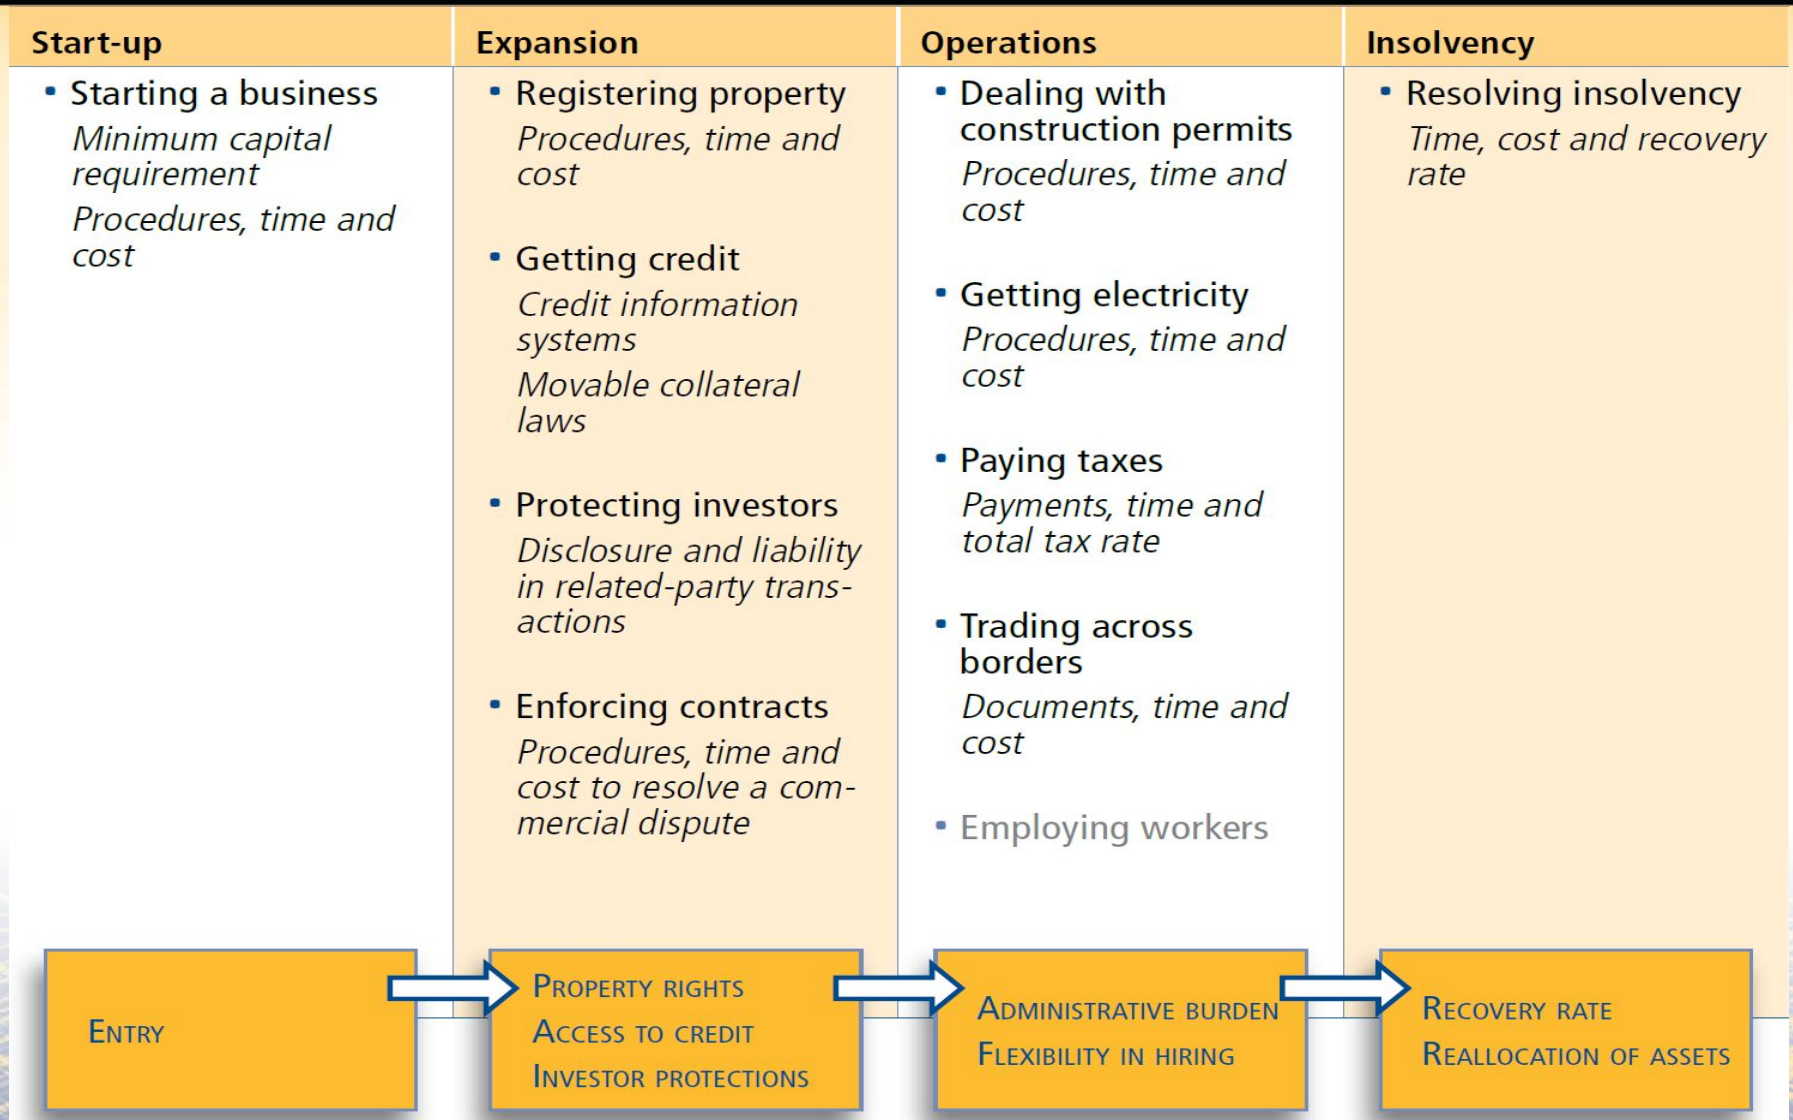 Start-up
• Starting a business
Minimum capital
requirement
Procedures, time and
cost
Expansion
• Registering property
Procedures, time and
cost
• Getting credit
Credit information
systems
Movable collateral
laws
• Protecting investors
Disclosure and liability
in related-party trans-
actions
• Enforcing contracts
Procedures, time and
cost to resolve a com-
mercial dispute
Operations
• Dealing with
construction permits
Procedures, time and
cost
• Getting electricity
Procedures, time and
cost
• Paying taxes
Payments, time and
total tax rate
• Trading across
borders
Documents, time and
cost
• Employing workers
Insolvency
• Resolving insolvency
Time, cost and recovery
rate
ENTRY
PROPERTY RIGHTS
ACCESS TO CREDIT
INVESTOR PROTECTIONS
ADMINISTRATIVE BURDEN
FLEXIBILITY IN HIRING
RECOVERY RATE
REALLOCATION OF ASSETS